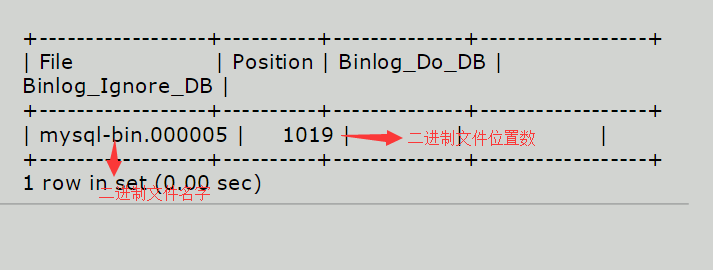 +------------------+----------+--------------+------------------+
| File | Position | Binlog_Do_DB |
Binlog_Ignore_DB |
+------------------+----------+--------------+------------------+
| mysql-bin.000005 | 1019 | | |
二进制文件位置数
+------------------+----------+--------------+------------------+
1 row in set (0.00 sec)
二进制文件名字